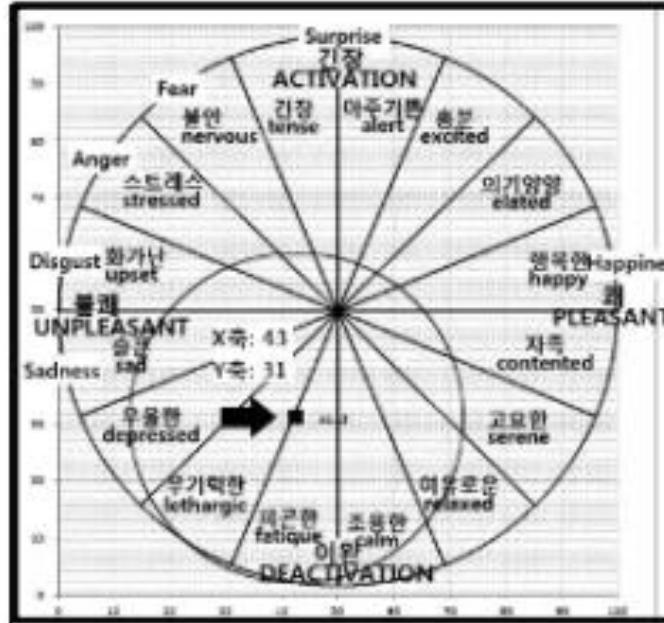 Surprise
긴장
ACTIVATION
Fear
불안
nervous
긴장
tense
아주기쁨
alert
흥분
excited
Anger
스트레스
stressed
의기양양
elated
Disgust
화가난
upset
행복한
happy
Happine
불쾌
UNPLEASANT
쾌
PLEASANT
X축: 43
Y축: 31
슬픈
sad
Sadness
자족
contented
우울한
depressed
고요한
serene
무기력한
lethargic
여유로운
relaxed
피곤한
fatique
조용한
calm
이완
DEACTIVATION
0 10 20 30 40 50 60 70 80 90 100